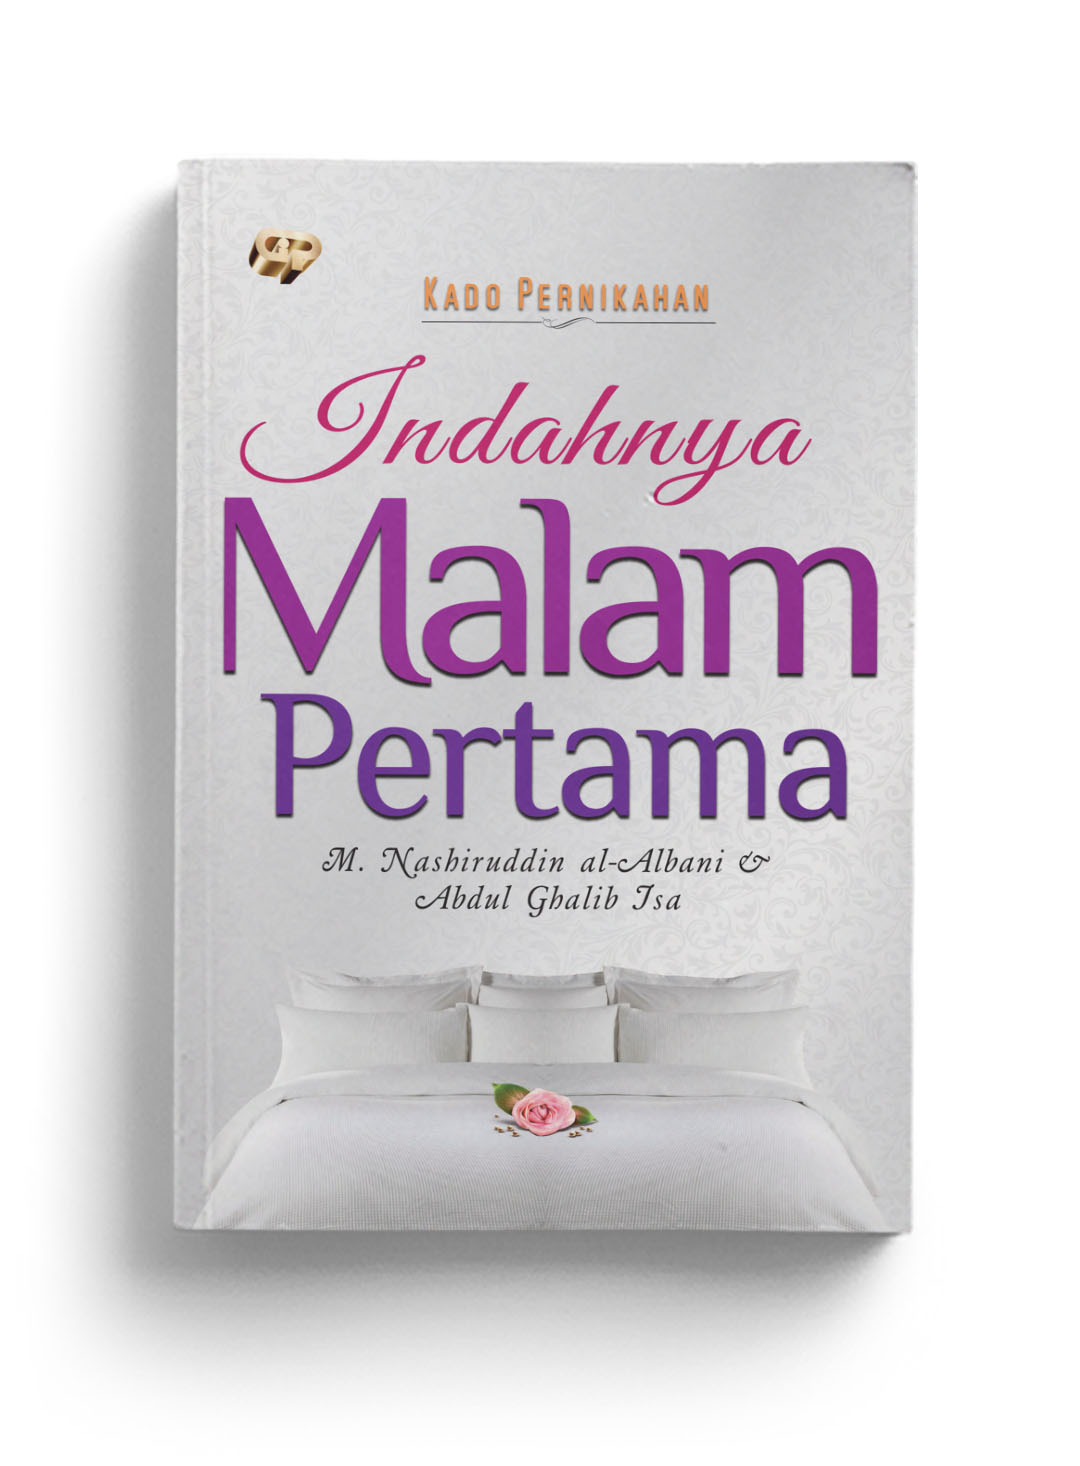 Kado Pernikahan
Indahnya
Malam
Pertama
M. Nashiruddin al-Albani &
Abdul Ghalib Isa